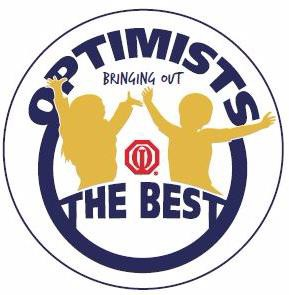 OPTIMISTS
BRINGING OUT
®
THE BEST